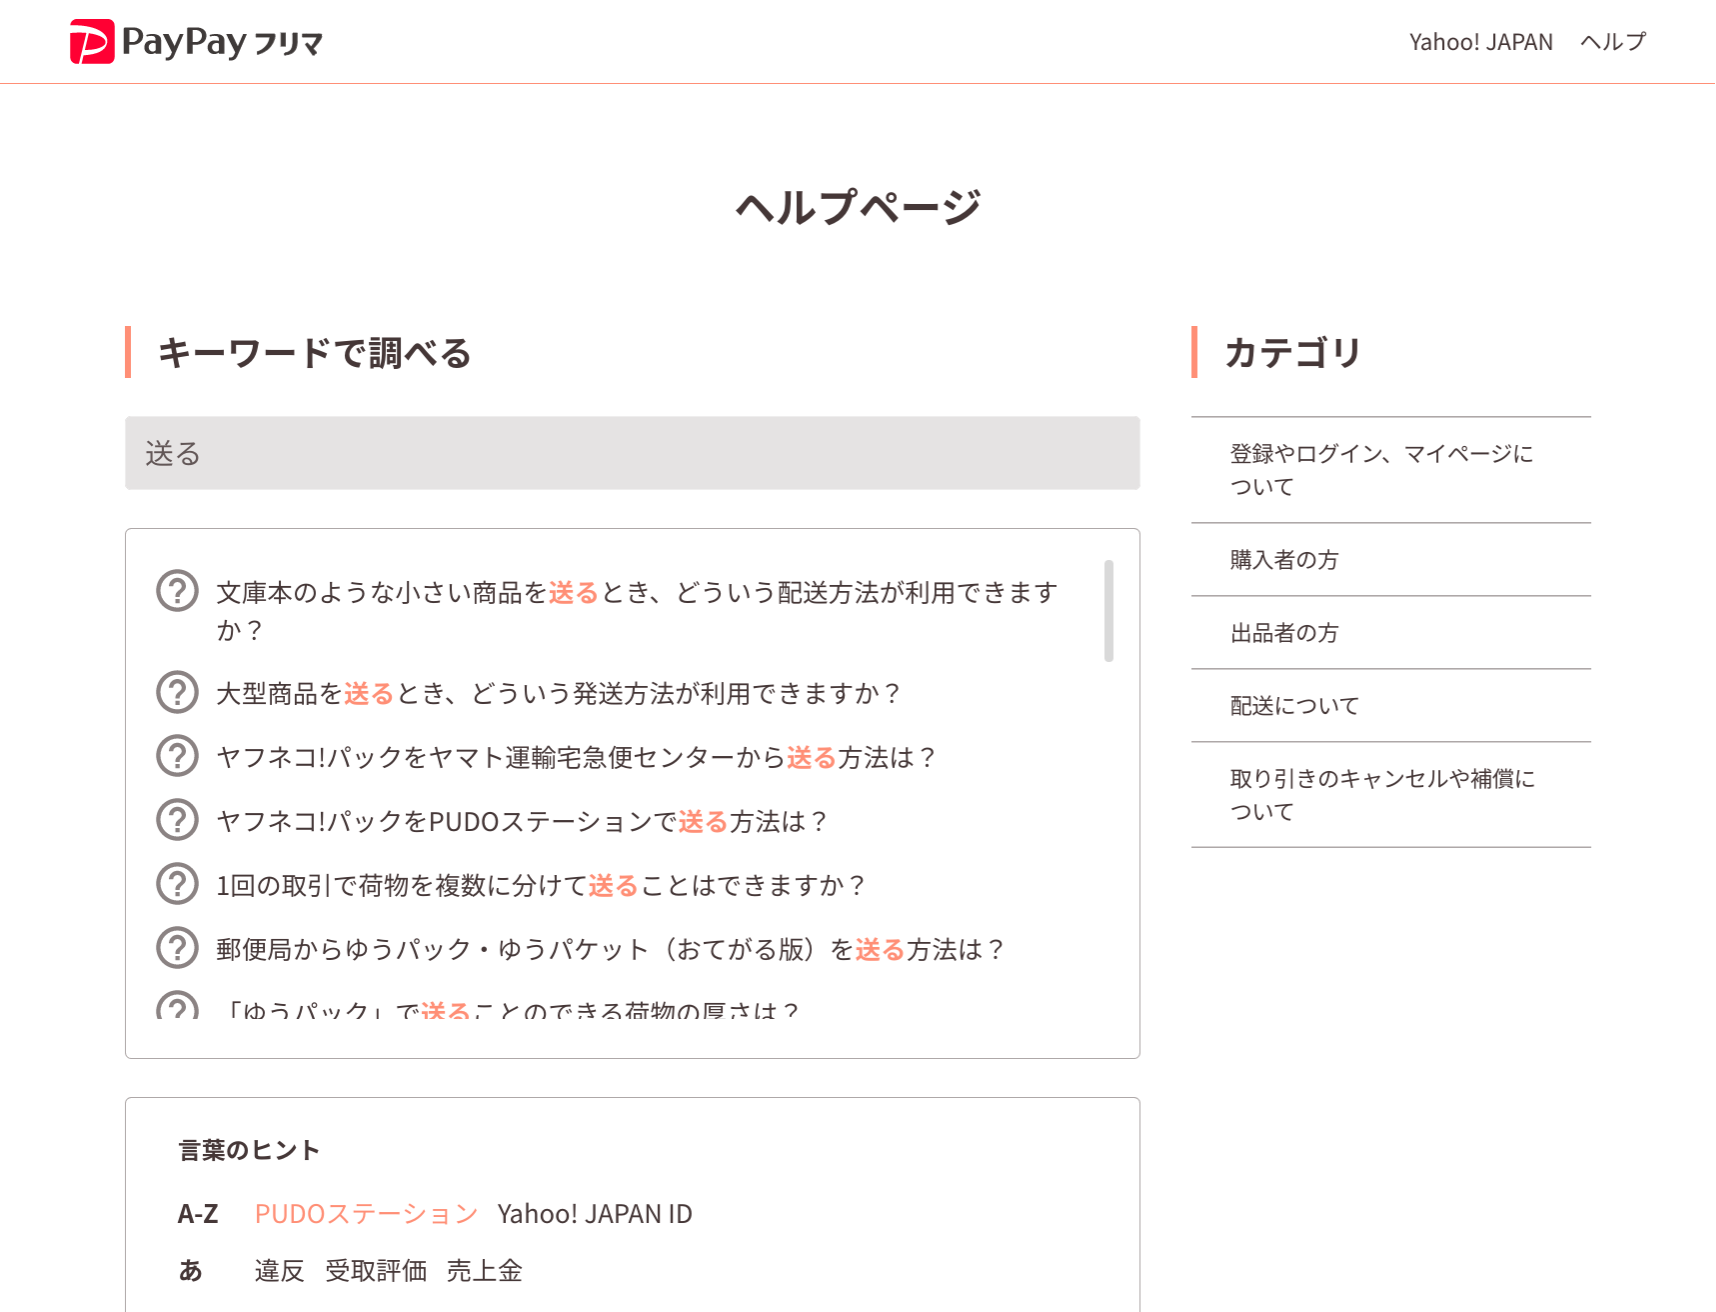 PayPay フリマ
Yahoo! JAPAN ヘルプ
ヘルプページ
キーワードで調べる
送る
文庫本のような小さい商品を送るとき、どういう配送方法が利用できます
か？
大型商品を送るとき、どういう発送方法が利用できますか？
ヤフネコ!パックをヤマト運輸宅急便センターから送る方法は？
ヤフネコ!パックをPUDOステーションで送る方法は？
1回の取引で荷物を複数に分けて送ることはできますか？
郵便局からゆうパック・ゆうパケット（おてがる版）を送る方法は？
「ゆうパック」で送ることのできる荷物の厚さは？
言葉のヒント
A-Z PUDOステーション Yahoo! JAPAN ID
あ 違反 受取評価 売上金
カテゴリ
登録やログイン、マイページに
ついて
購入者の方
出品者の方
配送について
取り引きのキャンセルや補償に
ついて